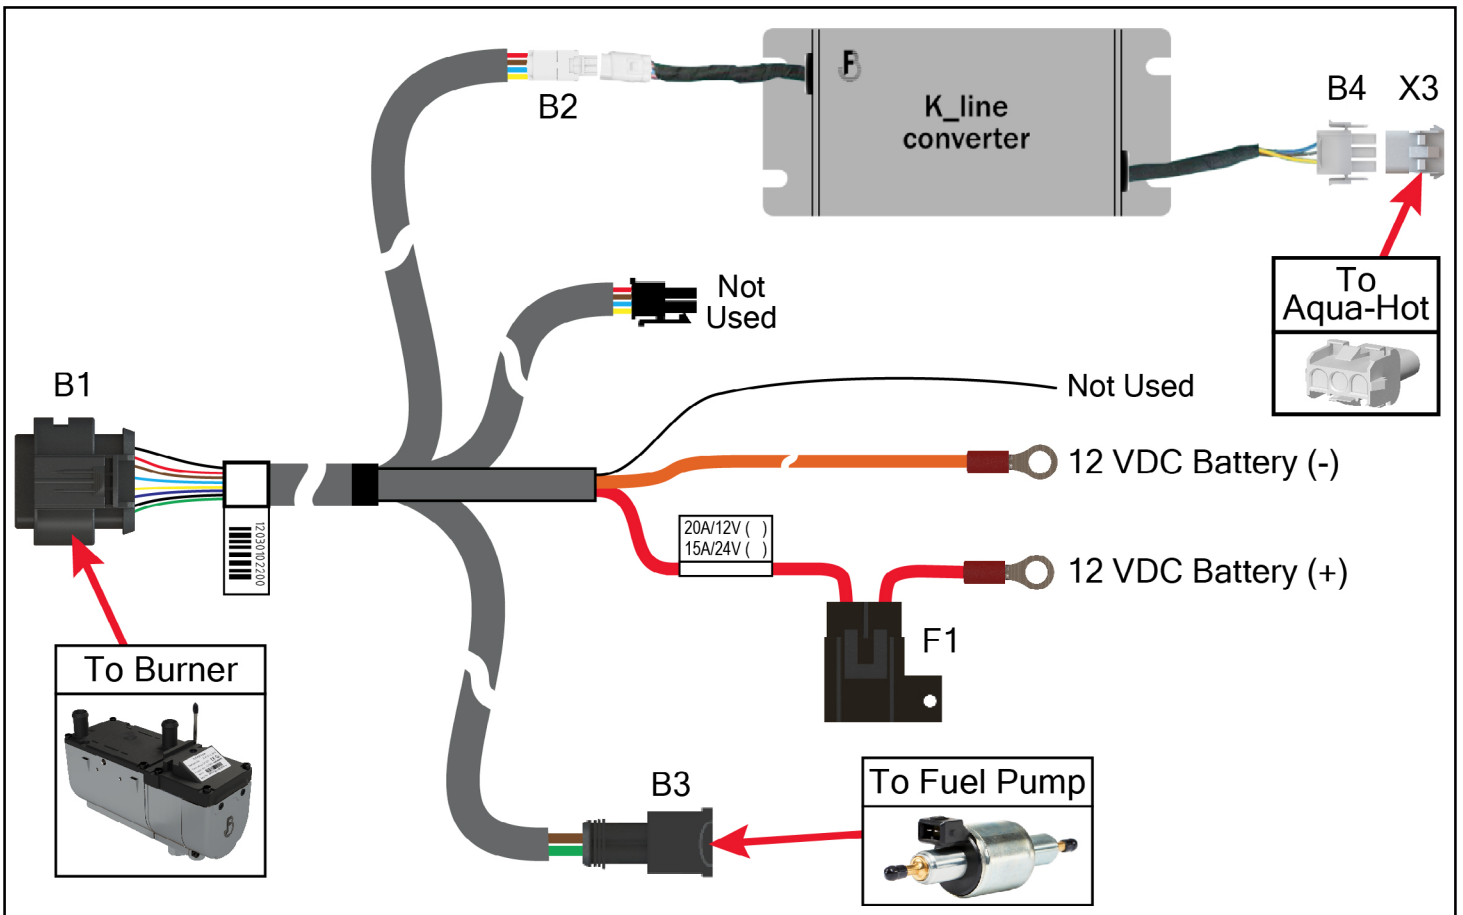 B2
K_line
converter
B4
X3
To
Aqua-Hot
Not
Used
B1
Not Used
12 VDC Battery (-)
20A/12V ( )
15A/24V ( )
12030102200
12 VDC Battery (+)
F1
To Burner
B3
To Fuel Pump